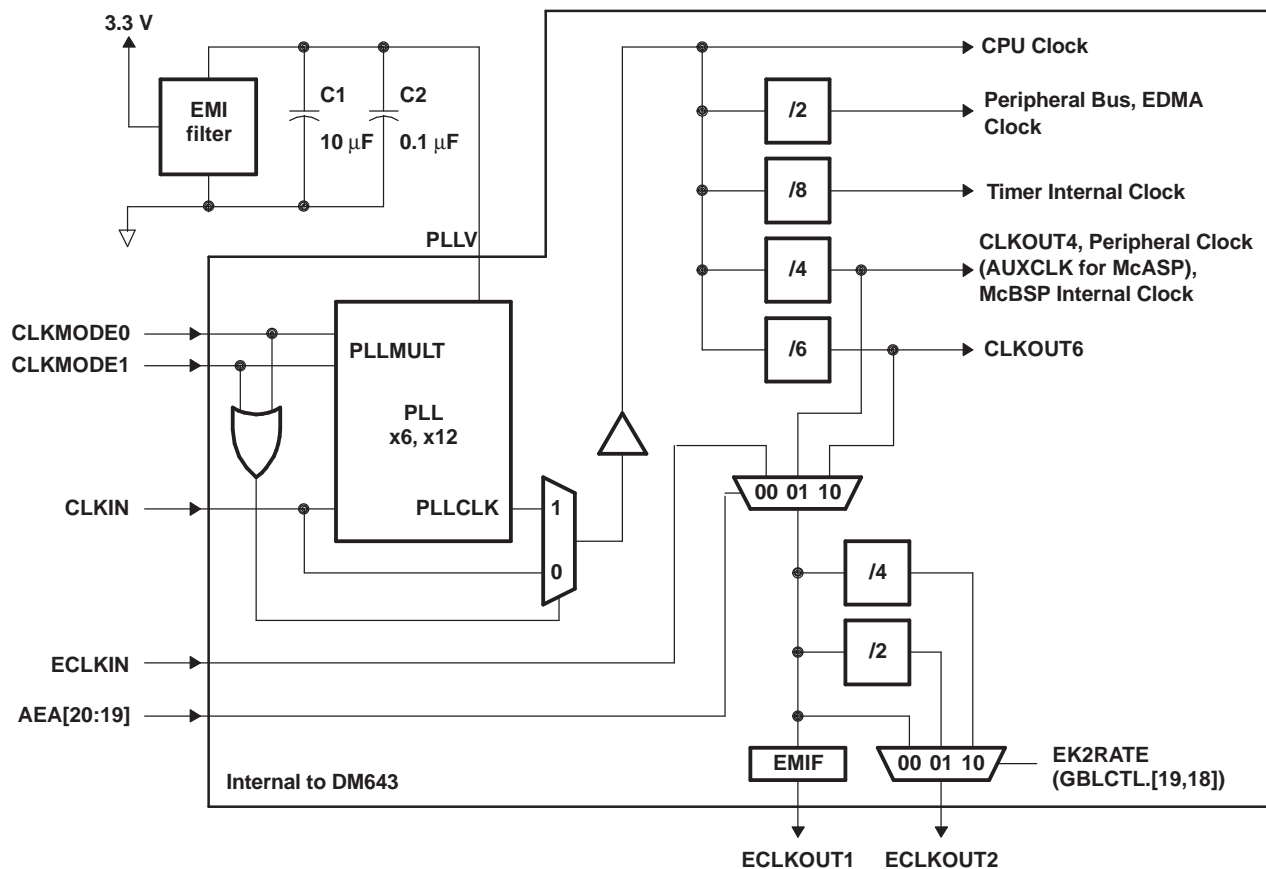 3.3 V
EMI
filter
C1
C2
10 μF
0.1 μF
CPU Clock
/2
Peripheral Bus, EDMA
Clock
/8
Timer Internal Clock
/4
CLKOUT4, Peripheral Clock
(AUXCLK for McASP),
McBSP Internal Clock
/6
CLKOUT6
PLLV
CLKMODE0
CLKMODE1
PLLMULT
PLL
x6, x12
CLKIN
PLLCLK
1
0
00 01 10
/4
/2
ECLKIN
AEA[20:19]
EMIF
00 01 10
EK2RATE
(GBLCTL.[19,18])
Internal to DM643
ECLKOUT1
ECLKOUT2